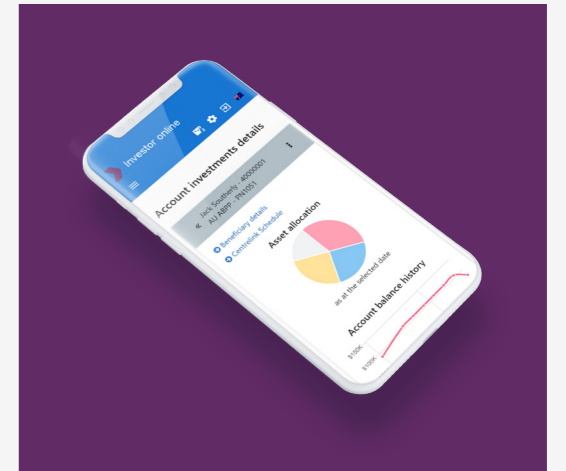 Investor online
Account investments details
Jack Southerly - 40000001
AU ABPP - PN1051
Beneficiary details
Centrelink Schedule
Asset allocation
as at the selected date
Account balance history
$150K
$100K